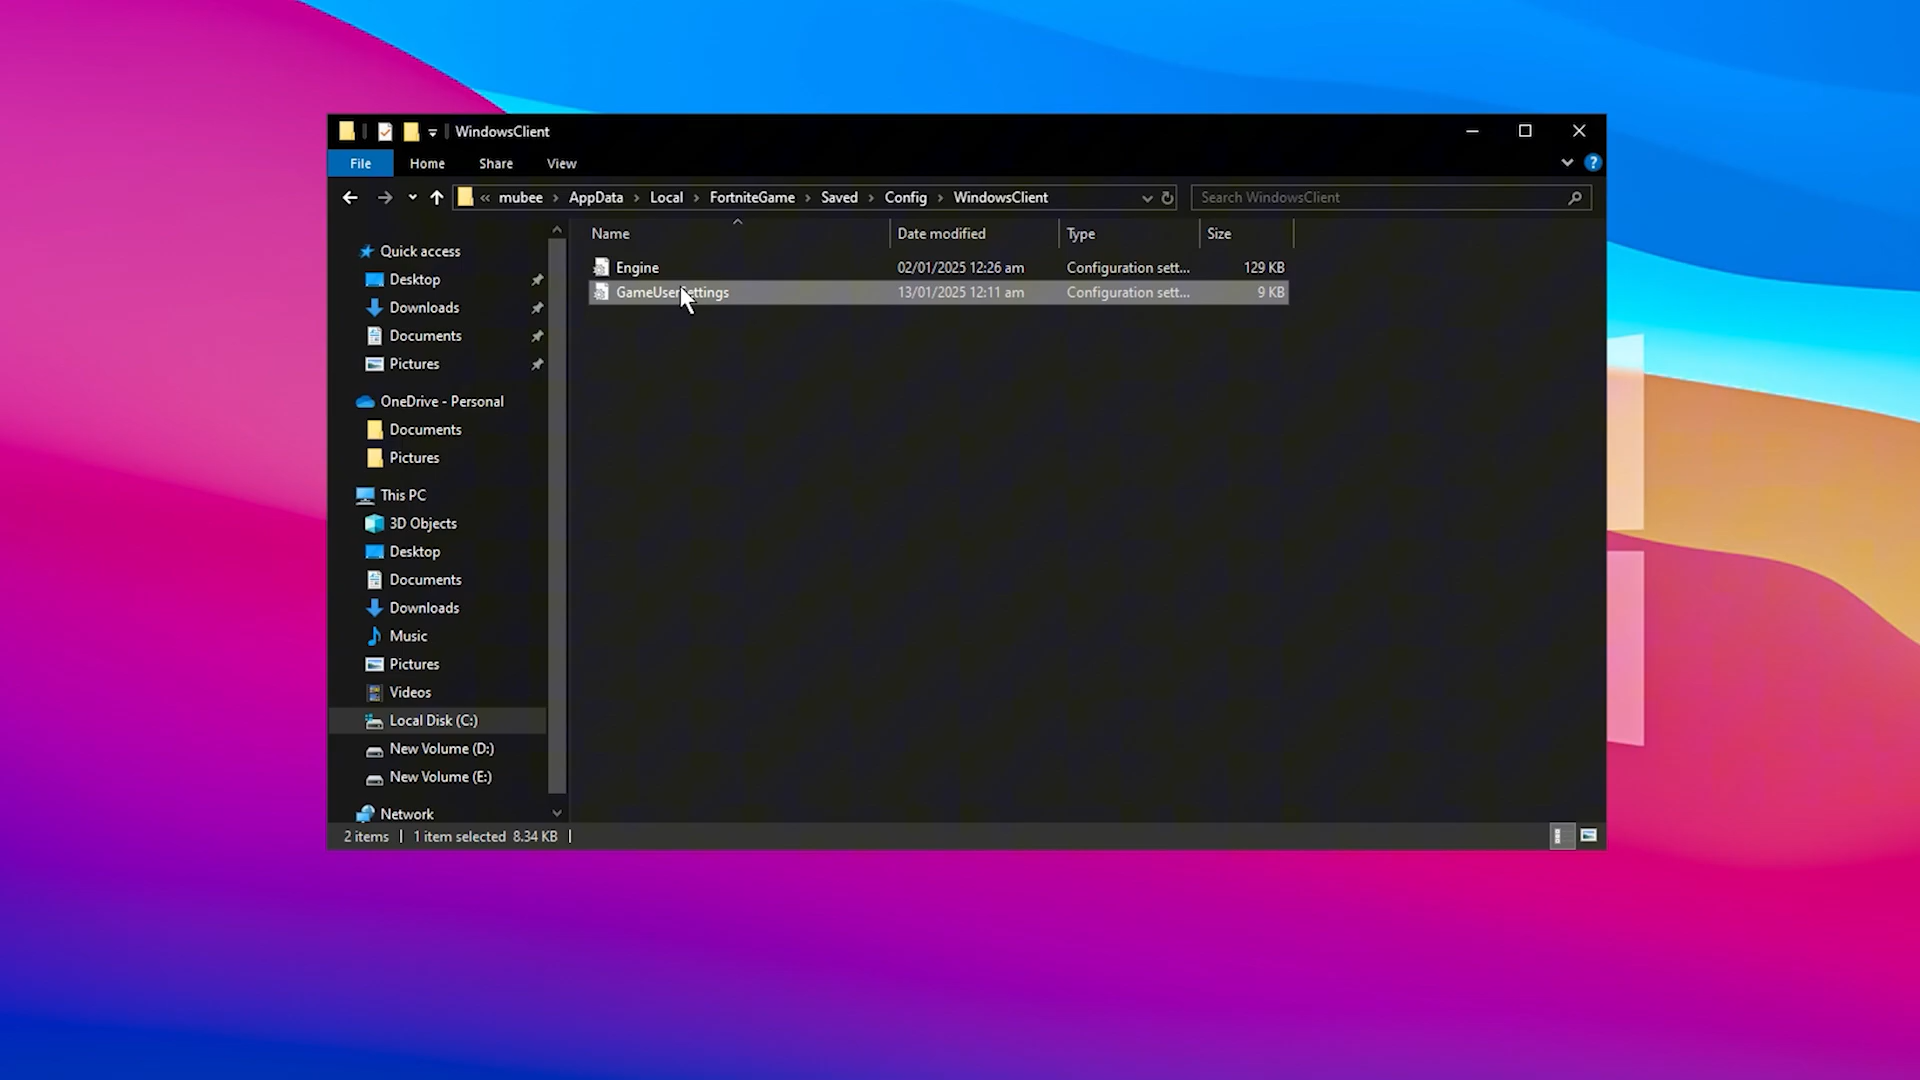 WindowsClient
File Home Share View
« mubee > AppData > Local > FortniteGame > Saved > Config > WindowsClient
Search WindowsClient
Name Date modified Type Size
Engine 02/01/2025 12:26 am Configuration sett... 129 KB
GameUserSettings 13/01/2025 12:11 am Configuration sett... 9 KB
Quick access
Desktop
Downloads
Documents
Pictures
OneDrive - Personal
Documents
Pictures
This PC
3D Objects
Desktop
Documents
Downloads
Music
Pictures
Videos
Local Disk (C:)
New Volume (D:)
New Volume (E:)
Network
2 items 1 item selected 8.34 KB